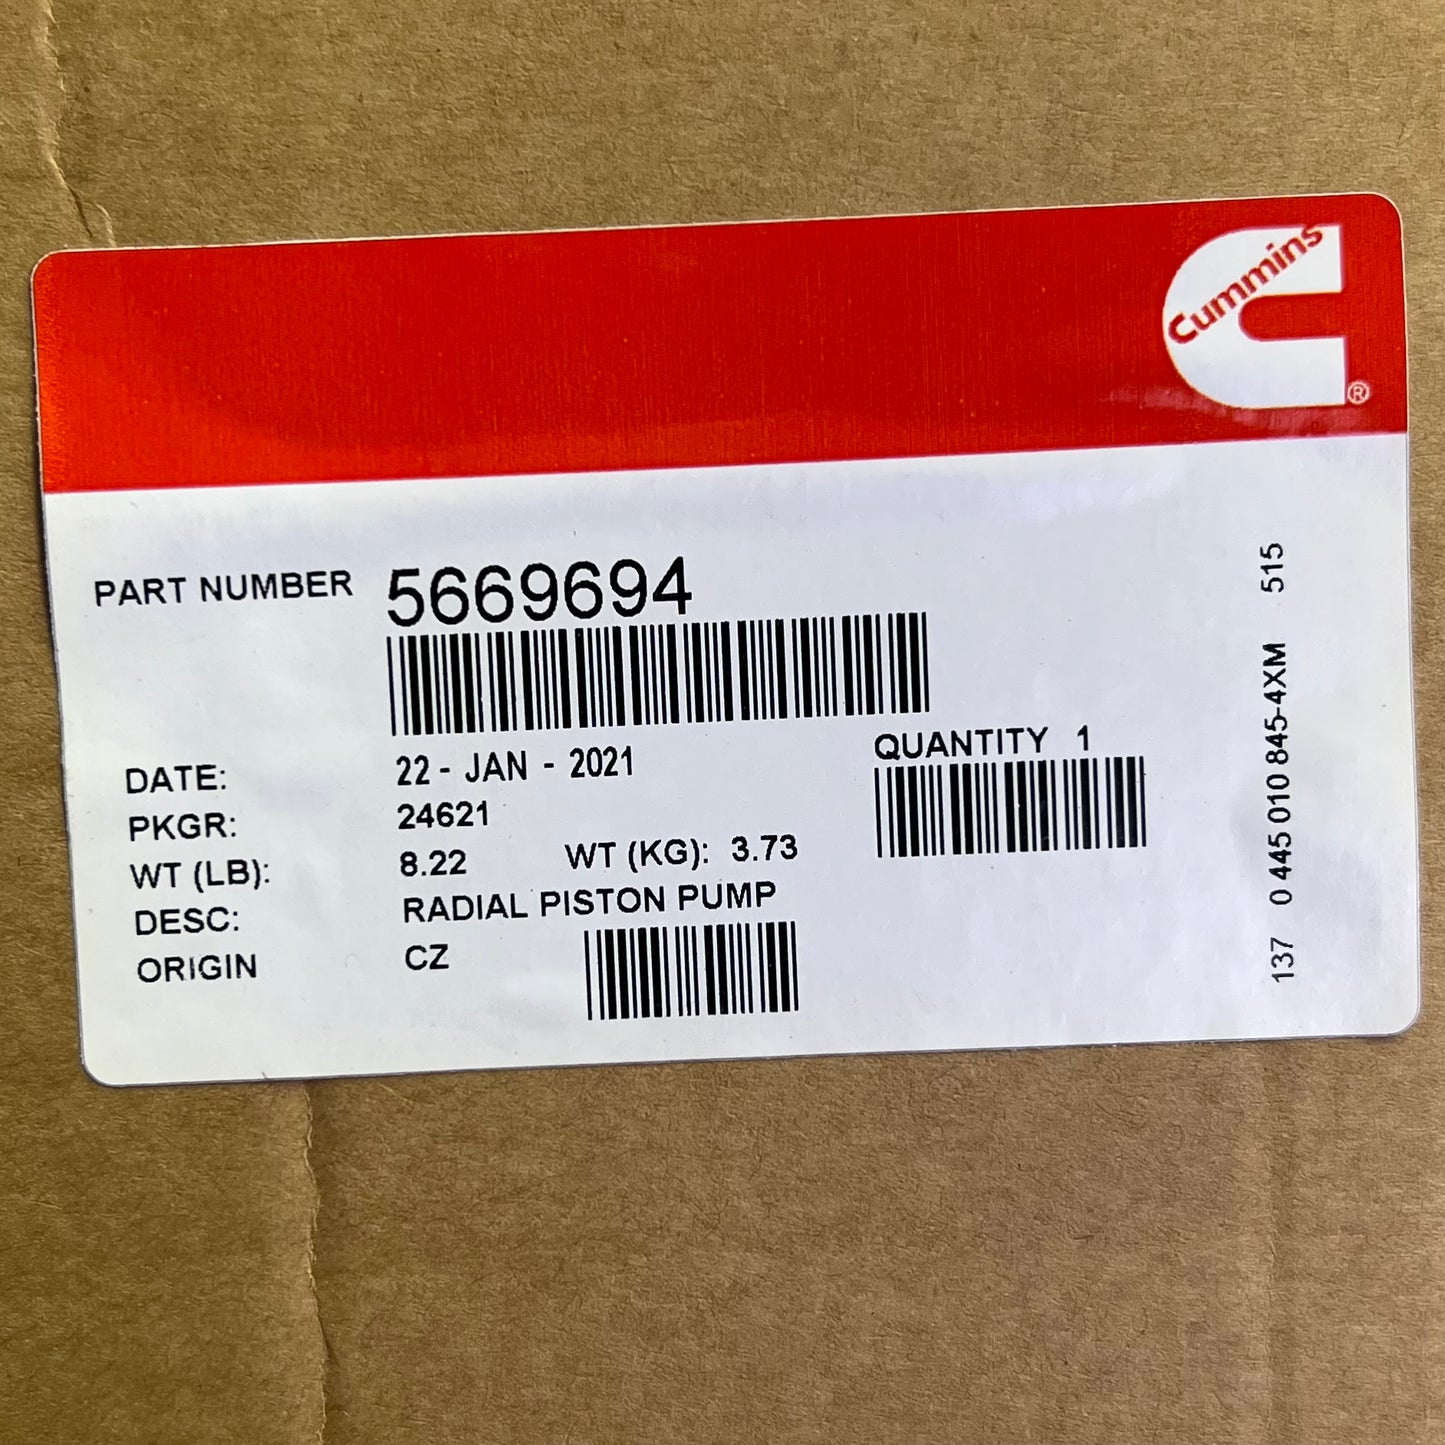 Cummins
®
PART NUMBER 5669694
DATE: 22 - JAN - 2021
QUANTITY 1
PKGR: 24621
WT (LB): 8.22 WT (KG): 3.73
DESC: RADIAL PISTON PUMP
ORIGIN CZ
137 0 445 010 845-4XM 515